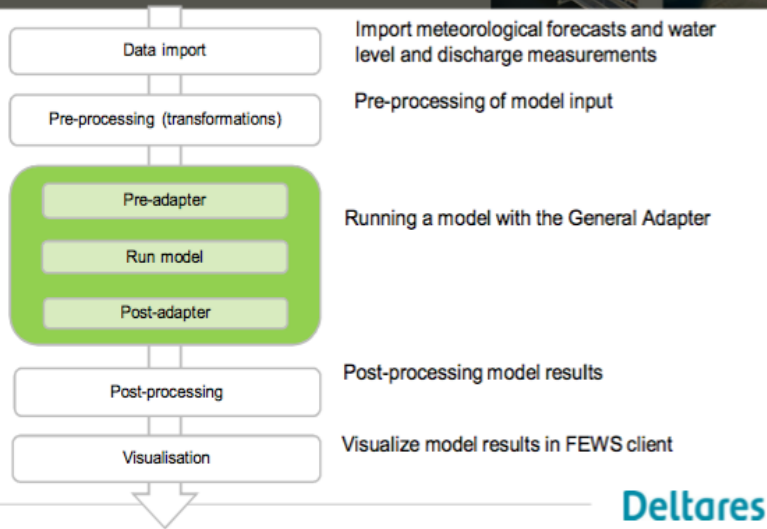 Data import
Import meteorological forecasts and water
level and discharge measurements
Pre-processing (transformations)
Pre-processing of model input
Pre-adapter
Run model
Post-adapter
Running a model with the General Adapter
Post-processing
Post-processing model results
Visualisation
Visualize model results in FEWS client
Deltares